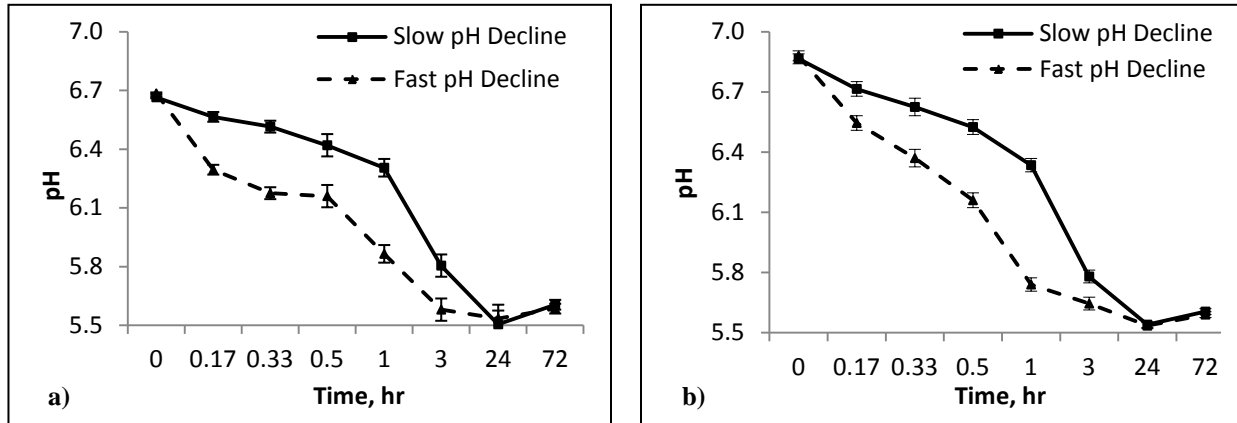 7.0
6.7
6.4
6.1
5.8
5.5
pH
Slow pH Decline
Fast pH Decline
0 0.17 0.33 0.5 1 3 24 72
Time, hr
a)
7.0
6.7
6.4
6.1
5.8
5.5
pH
Slow pH Decline
Fast pH Decline
0 0.17 0.33 0.5 1 3 24 72
Time, hr
b)